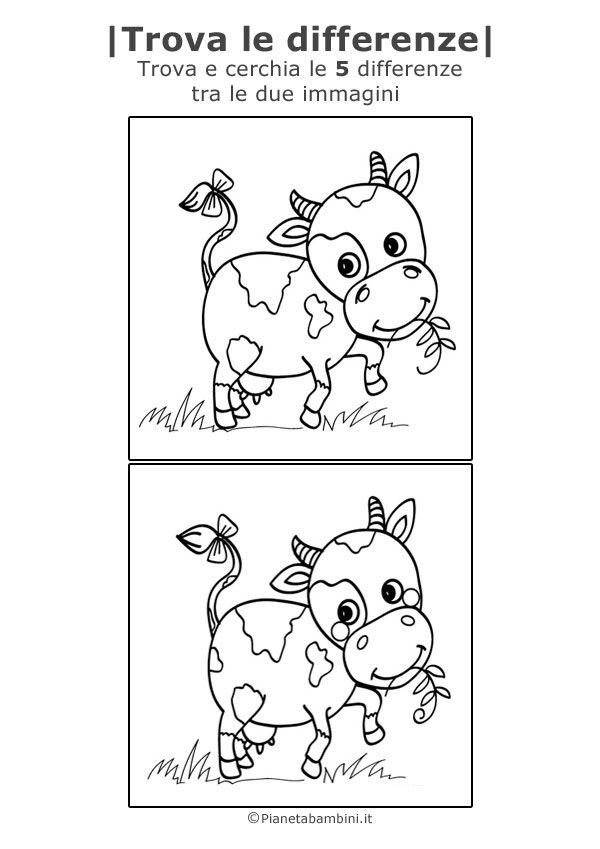 |Trova le differenze|
Trova e cerchia le 5 differenze
tra le due immagini
©Pianetabambini.it